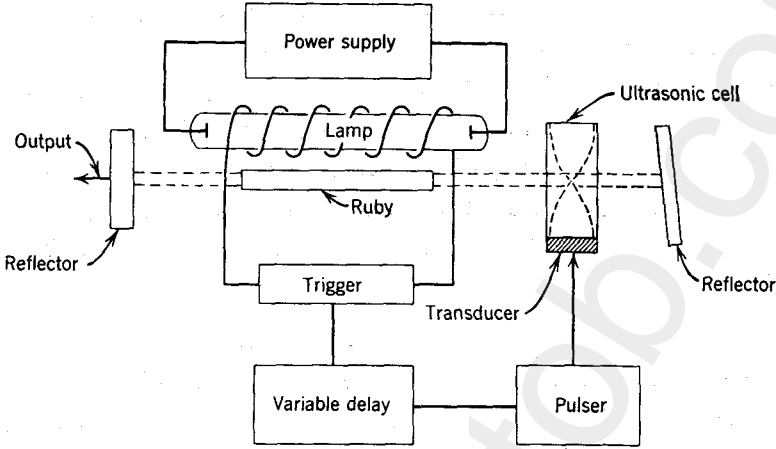 Power supply
Ultrasonic cell
Lamp
Output
Ruby
Reflector
Trigger
Transducer
Reflector
Variable delay
Pulser